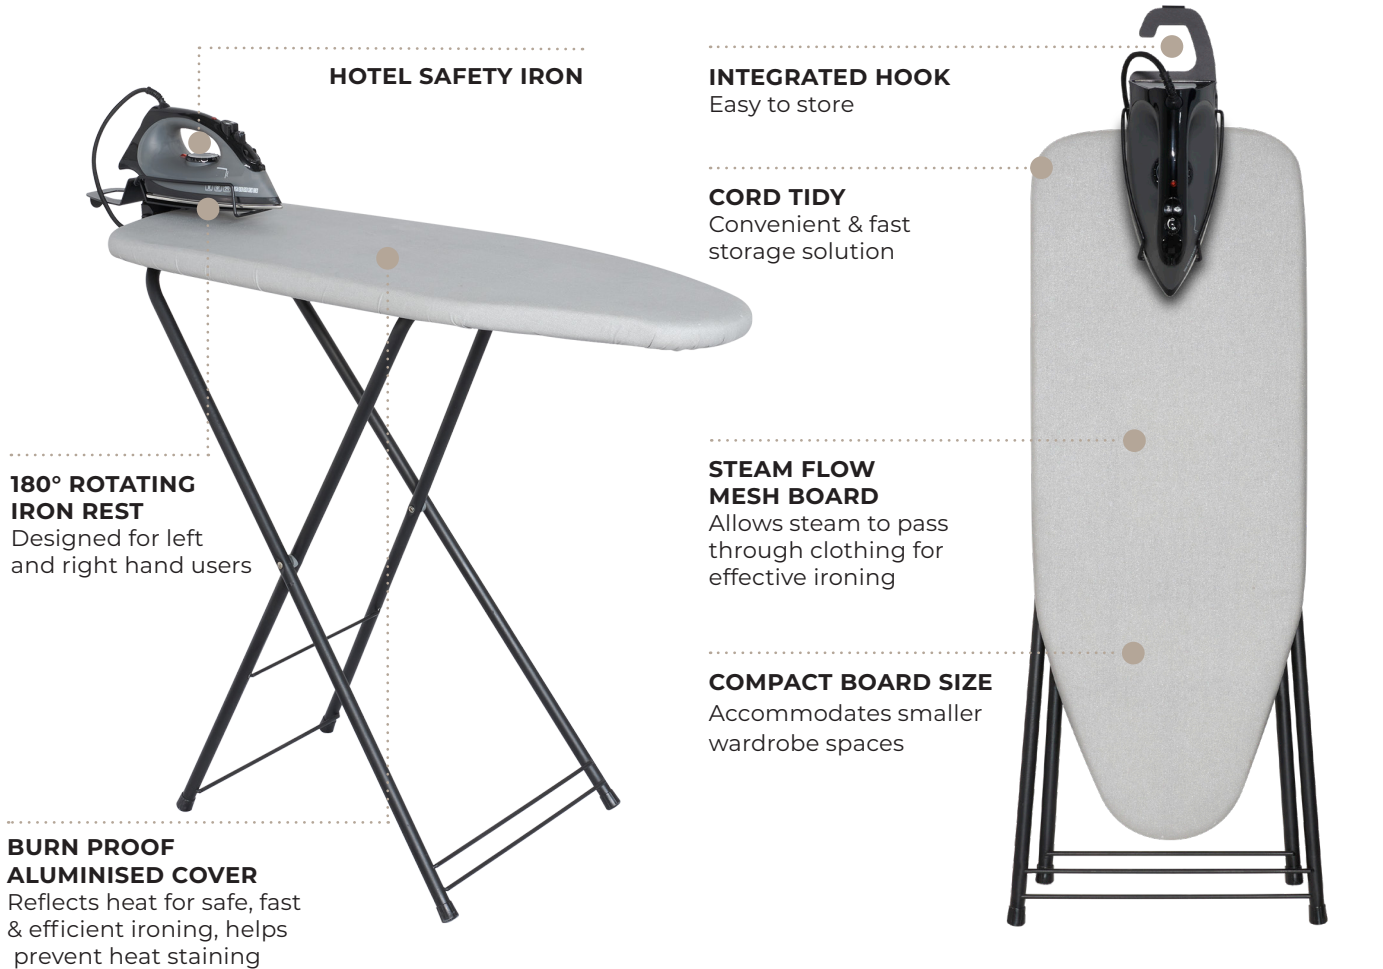 HOTEL SAFETY IRON
180° ROTATING
IRON REST
Designed for left
and right hand users
BURN PROOF
ALUMINISED COVER
Reflects heat for safe, fast
& efficient ironing, helps
prevent heat staining
INTEGRATED HOOK
Easy to store
CORD TIDY
Convenient & fast
storage solution
STEAM FLOW
MESH BOARD
Allows steam to pass
through clothing for
effective ironing
COMPACT BOARD SIZE
Accommodates smaller
wardrobe spaces